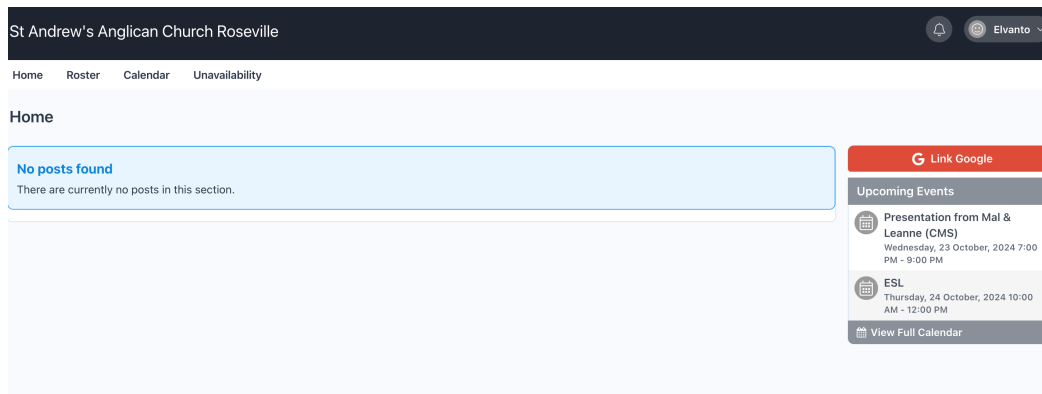 St Andrew's Anglican Church Roseville
Elvanto
Home Roster Calendar Unavailability
Home
No posts found
There are currently no posts in this section.
Link Google
Upcoming Events
Presentation from Mal &
Leanne (CMS)
Wednesday, 23 October, 2024 7:00
PM - 9:00 PM
ESL
Thursday, 24 October, 2024 10:00
AM - 12:00 PM
View Full Calendar